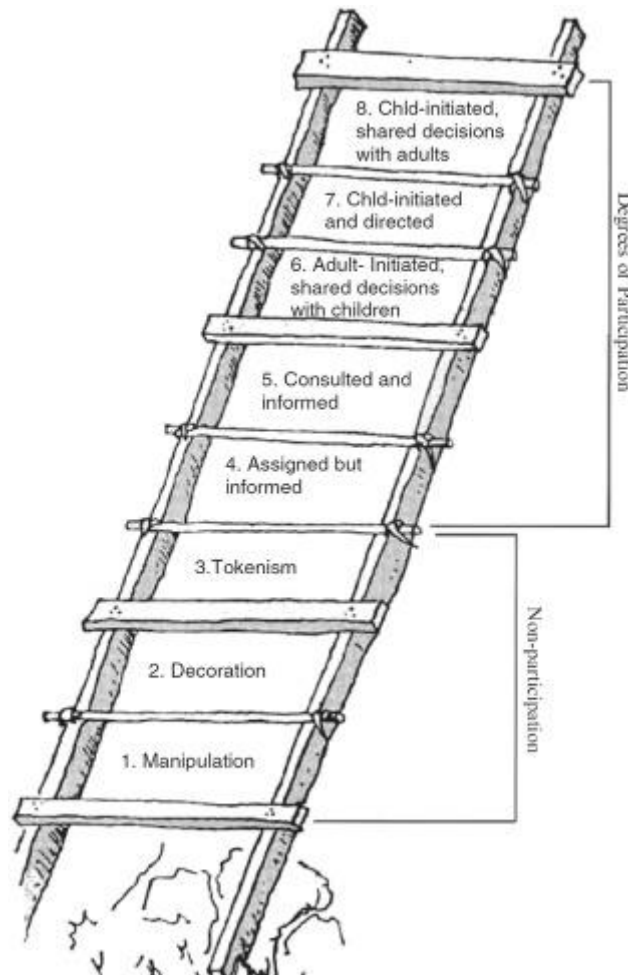 8. Chld-initiated,
shared decisions
with adults
7. Chld-initiated
and directed
6. Adult- Initiated,
shared decisions
with children
5. Consulted and
informed
4. Assigned but
informed
3.Tokenism
2. Decoration
1. Manipulation
Degrees of Participation
Non-participation